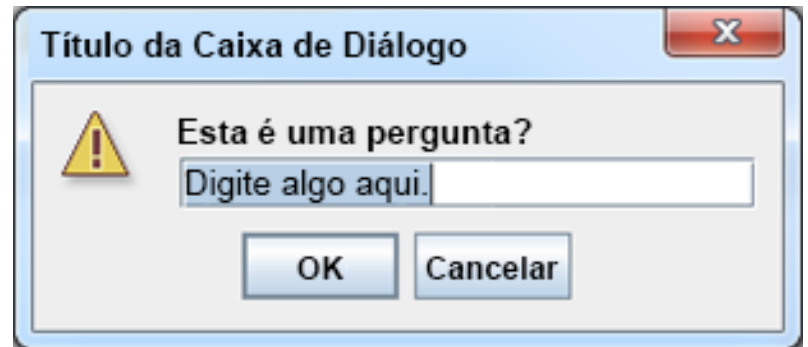 Título da Caixa de Diálogo
Esta é uma pergunta?
Digite algo aqui.
OK Cancelar